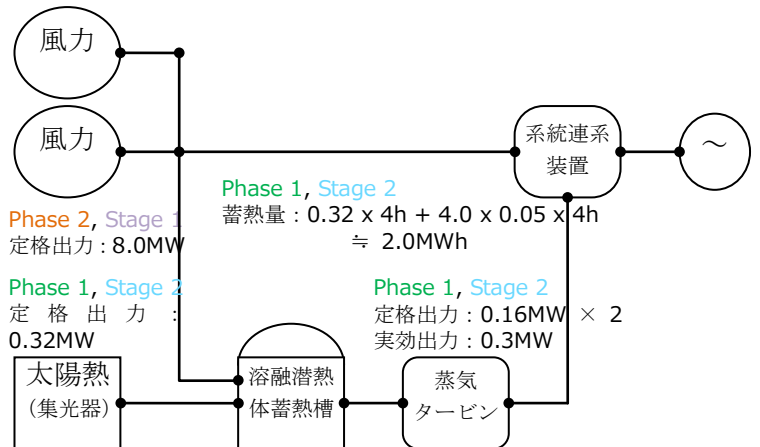 風力
風力
系統連系
装置
~
Phase 1, Stage 2
蓄熱量：0.32 x 4h + 4.0 x 0.05 x 4h
≒ 2.0MWh
Phase 2, Stage 1
定格出力：8.0MW
Phase 1, Stage 2
定格出力：
0.32MW
Phase 1, Stage 2
定格出力：0.16MW × 2
実効出力：0.3MW
太陽熱
（集光器）
溶融潜熱
体蓄熱槽
蒸気
タービン